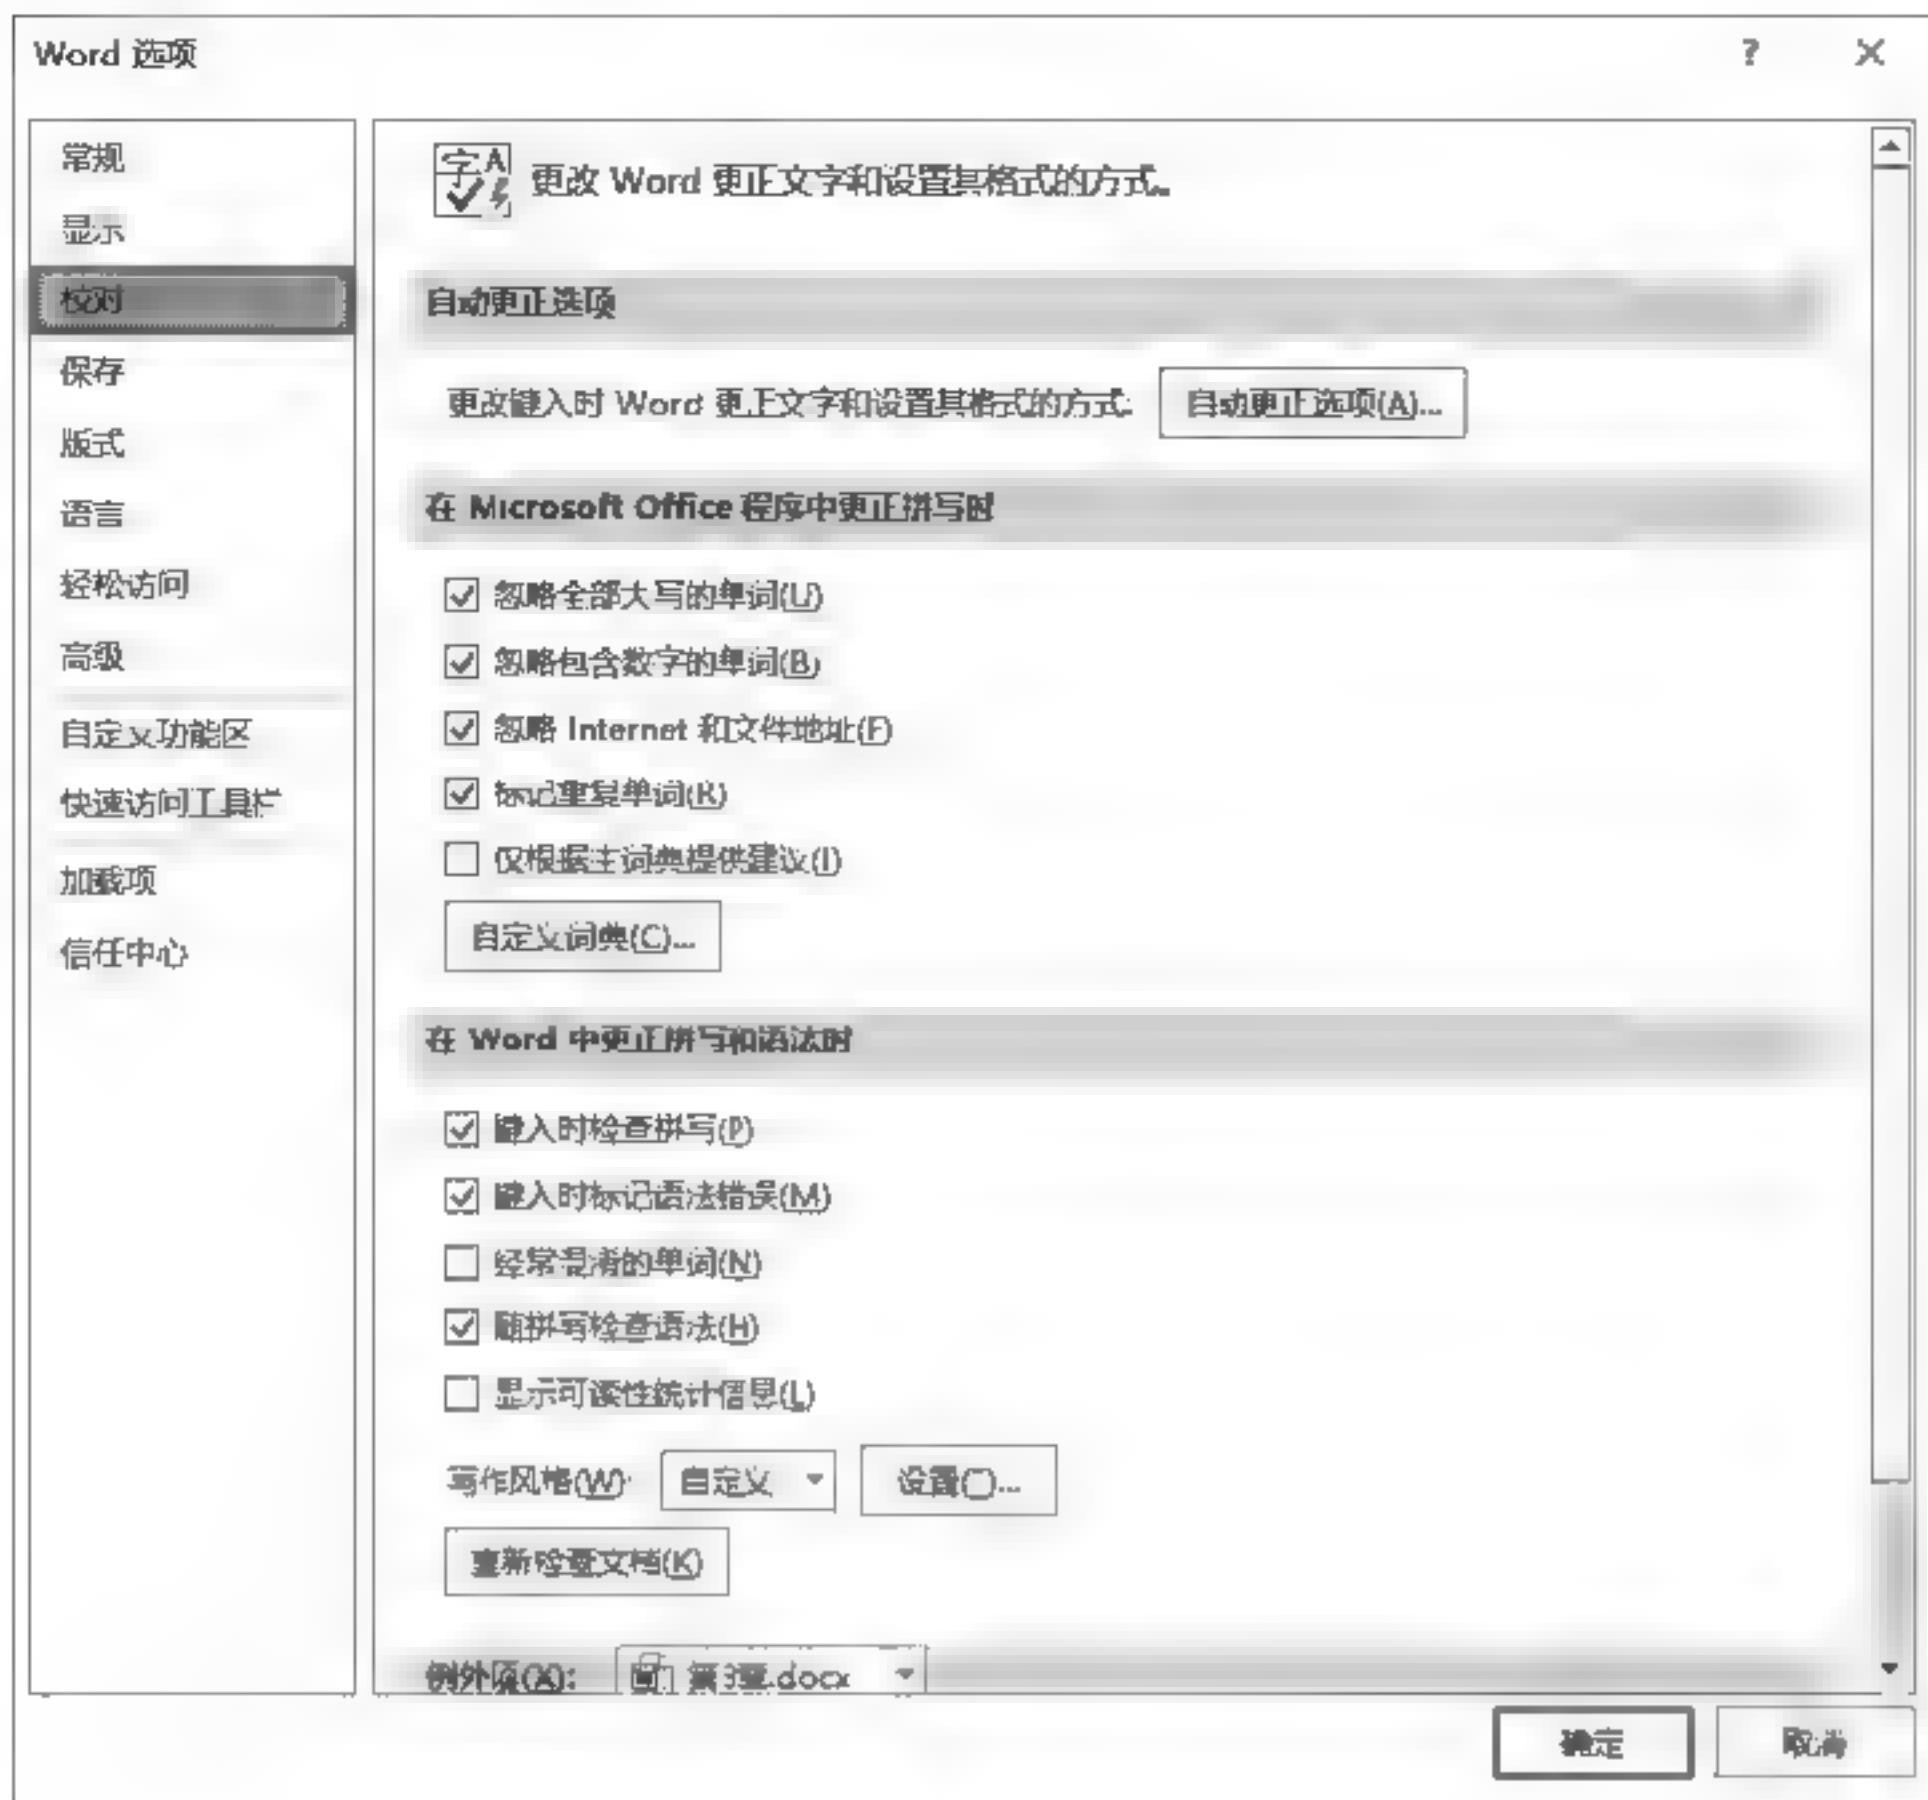 Word 选项
?
常规
显示
校对
保存
版式
语言
轻松访问
高级
自定义功能区
快速访问工具栏
加载项
信任中心
字A
更改 Word 更正文字和设置其格式的方式。
自动更正选项
更改键入时 Word 更正文字和设置其格式的方式: 自动更正选项(A)...
在 Microsoft Office 程序中更正拼写时
忽略全部大写的单词(U)
忽略包含数字的单词(B)
忽略 Internet 和文件地址(F)
标记重复单词(R)
仅根据主词典提供建议(I)
自定义词典(C)...
在 Word 中更正拼写和语法时
键入时检查拼写(P)
键入时标记语法错误(M)
经常混淆的单词(N)
随拼写检查语法(H)
显示可读性统计信息(L)
写作风格(W): 自定义 设置(T)...
重新检查文档(K)
例外项(X): 第3章.docx
确定 取消